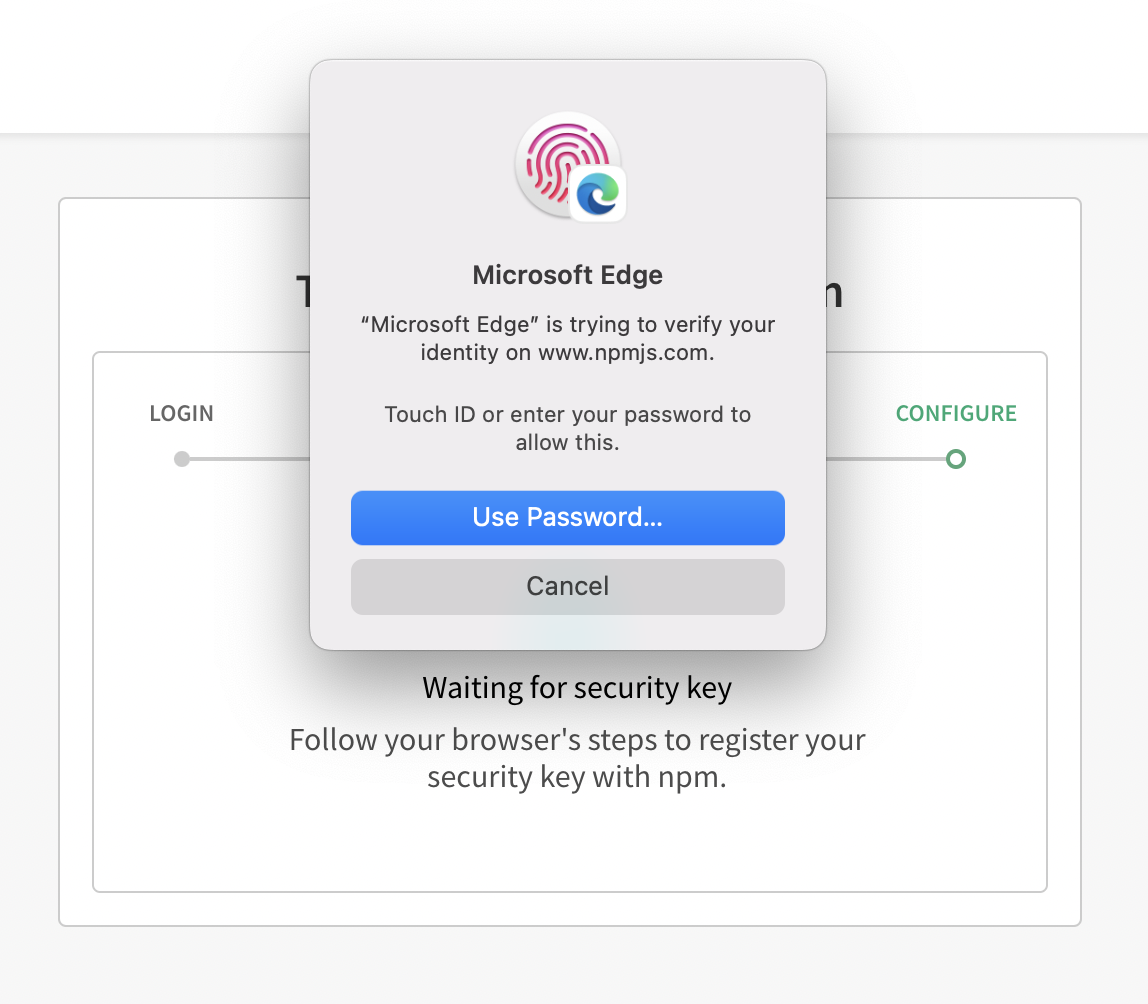 Microsoft Edge
“Microsoft Edge” is trying to verify your
identity on www.npmjs.com.
Touch ID or enter your password to
allow this.
Use Password...
Cancel
LOGIN
CONFIGURE
Waiting for security key
Follow your browser's steps to register your
security key with npm.